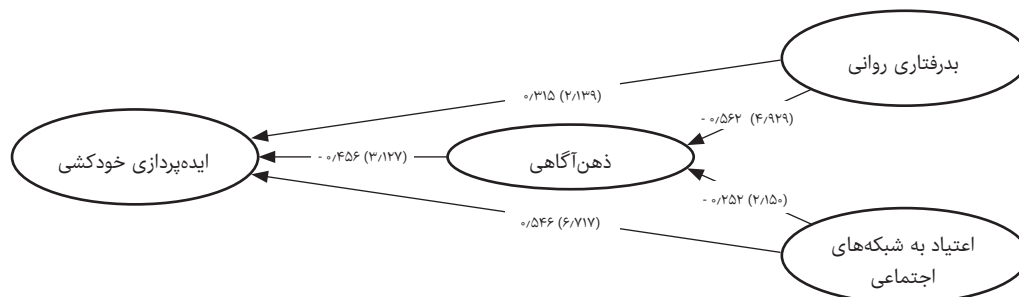 بدرفتاری روانی
۰٫۳۱۵ (۲٫۱۳۹)
- ۰٫۵۶۲ (۴٫۹۲۹)
ایده‌پردازی خودکشی
- ۰٫۴۵۶ (۳٫۱۲۷)
ذهن‌آگاهی
- ۰٫۲۵۲ (۲٫۱۵۰)
۰٫۵۴۶ (۶٫۷۱۷)
اعتیاد به شبکه‌های
اجتماعی